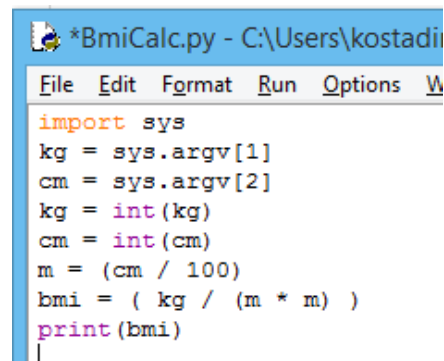 *BmiCalc.py - C:\Users\kostadin
File Edit Format Run Options
import sys
kg = sys.argv[1]
cm = sys.argv[2]
kg = int(kg)
cm = int(cm)
m = (cm / 100)
bmi = ( kg / (m * m) )
print(bmi)